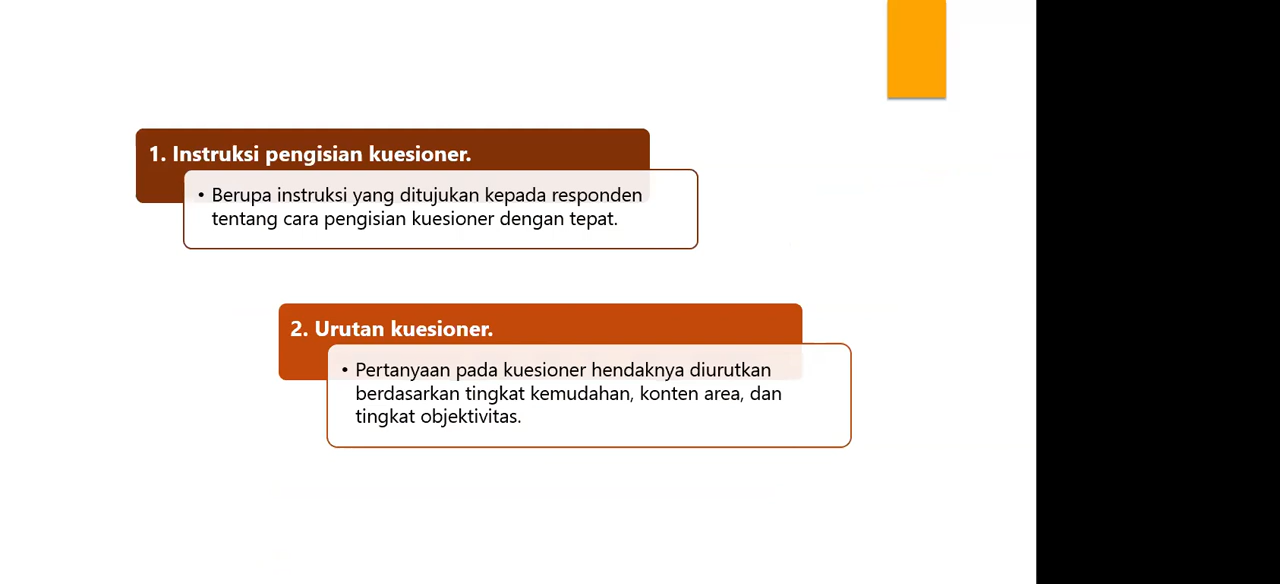 1. Instruksi pengisian kuesioner.
• Berupa instruksi yang ditujukan kepada responden
tentang cara pengisian kuesioner dengan tepat.
2. Urutan kuesioner.
• Pertanyaan pada kuesioner hendaknya diurutkan
berdasarkan tingkat kemudahan, konten area, dan
tingkat objektivitas.